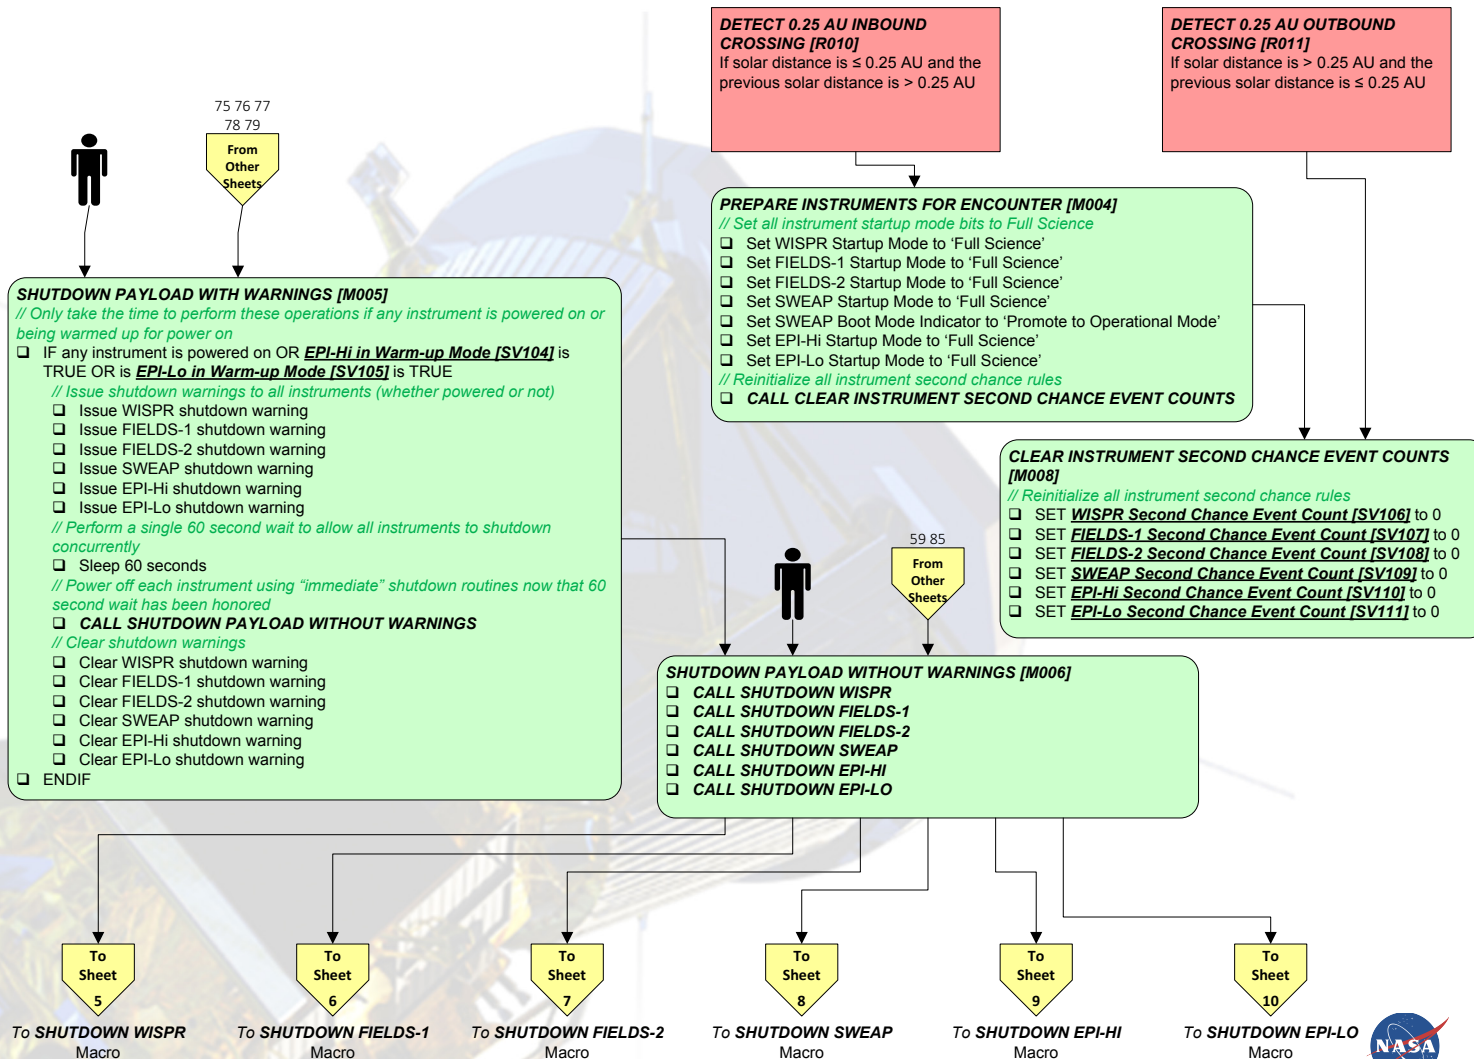 DETECT 0.25 AU INBOUND
CROSSING [R010]
If solar distance is ≤ 0.25 AU and the
previous solar distance is > 0.25 AU
DETECT 0.25 AU OUTBOUND
CROSSING [R011]
If solar distance is > 0.25 AU and the
previous solar distance is ≤ 0.25 AU
75 76 77
78 79
From
Other
Sheets
PREPARE INSTRUMENTS FOR ENCOUNTER [M004]
// Set all instrument startup mode bits to Full Science
❑ Set WISPR Startup Mode to ‘Full Science’
❑ Set FIELDS-1 Startup Mode to ‘Full Science’
❑ Set FIELDS-2 Startup Mode to ‘Full Science’
❑ Set SWEAP Startup Mode to ‘Full Science’
❑ Set SWEAP Boot Mode Indicator to ‘Promote to Operational Mode’
❑ Set EPI-Hi Startup Mode to ‘Full Science’
❑ Set EPI-Lo Startup Mode to ‘Full Science’
// Reinitialize all instrument second chance rules
❑ CALL CLEAR INSTRUMENT SECOND CHANCE EVENT COUNTS
SHUTDOWN PAYLOAD WITH WARNINGS [M005]
// Only take the time to perform these operations if any instrument is powered on or
being warmed up for power on
❑ IF any instrument is powered on OR EPI-Hi in Warm-up Mode [SV104] is
TRUE OR is EPI-Lo in Warm-up Mode [SV105] is TRUE
// Issue shutdown warnings to all instruments (whether powered or not)
❑ Issue WISPR shutdown warning
❑ Issue FIELDS-1 shutdown warning
❑ Issue FIELDS-2 shutdown warning
❑ Issue SWEAP shutdown warning
❑ Issue EPI-Hi shutdown warning
❑ Issue EPI-Lo shutdown warning
// Perform a single 60 second wait to allow all instruments to shutdown
concurrently
❑ Sleep 60 seconds
// Power off each instrument using “immediate” shutdown routines now that 60
second wait has been honored
❑ CALL SHUTDOWN PAYLOAD WITHOUT WARNINGS
// Clear shutdown warnings
❑ Clear WISPR shutdown warning
❑ Clear FIELDS-1 shutdown warning
❑ Clear FIELDS-2 shutdown warning
❑ Clear SWEAP shutdown warning
❑ Clear EPI-Hi shutdown warning
❑ Clear EPI-Lo shutdown warning
❑ ENDIF
CLEAR INSTRUMENT SECOND CHANCE EVENT COUNTS
[M008]
// Reinitialize all instrument second chance rules
❑ SET WISPR Second Chance Event Count [SV106] to 0
❑ SET FIELDS-1 Second Chance Event Count [SV107] to 0
❑ SET FIELDS-2 Second Chance Event Count [SV108] to 0
❑ SET SWEAP Second Chance Event Count [SV109] to 0
❑ SET EPI-Hi Second Chance Event Count [SV110] to 0
❑ SET EPI-Lo Second Chance Event Count [SV111] to 0
59 85
From
Other
Sheets
SHUTDOWN PAYLOAD WITHOUT WARNINGS [M006]
❑ CALL SHUTDOWN WISPR
❑ CALL SHUTDOWN FIELDS-1
❑ CALL SHUTDOWN FIELDS-2
❑ CALL SHUTDOWN SWEAP
❑ CALL SHUTDOWN EPI-HI
❑ CALL SHUTDOWN EPI-LO
To
Sheet
5
To SHUTDOWN WISPR
Macro
To
Sheet
6
To SHUTDOWN FIELDS-1
Macro
To
Sheet
7
To SHUTDOWN FIELDS-2
Macro
To
Sheet
8
To SHUTDOWN SWEAP
Macro
To
Sheet
9
To SHUTDOWN EPI-HI
Macro
To
Sheet
10
To SHUTDOWN EPI-LO
Macro
NASA